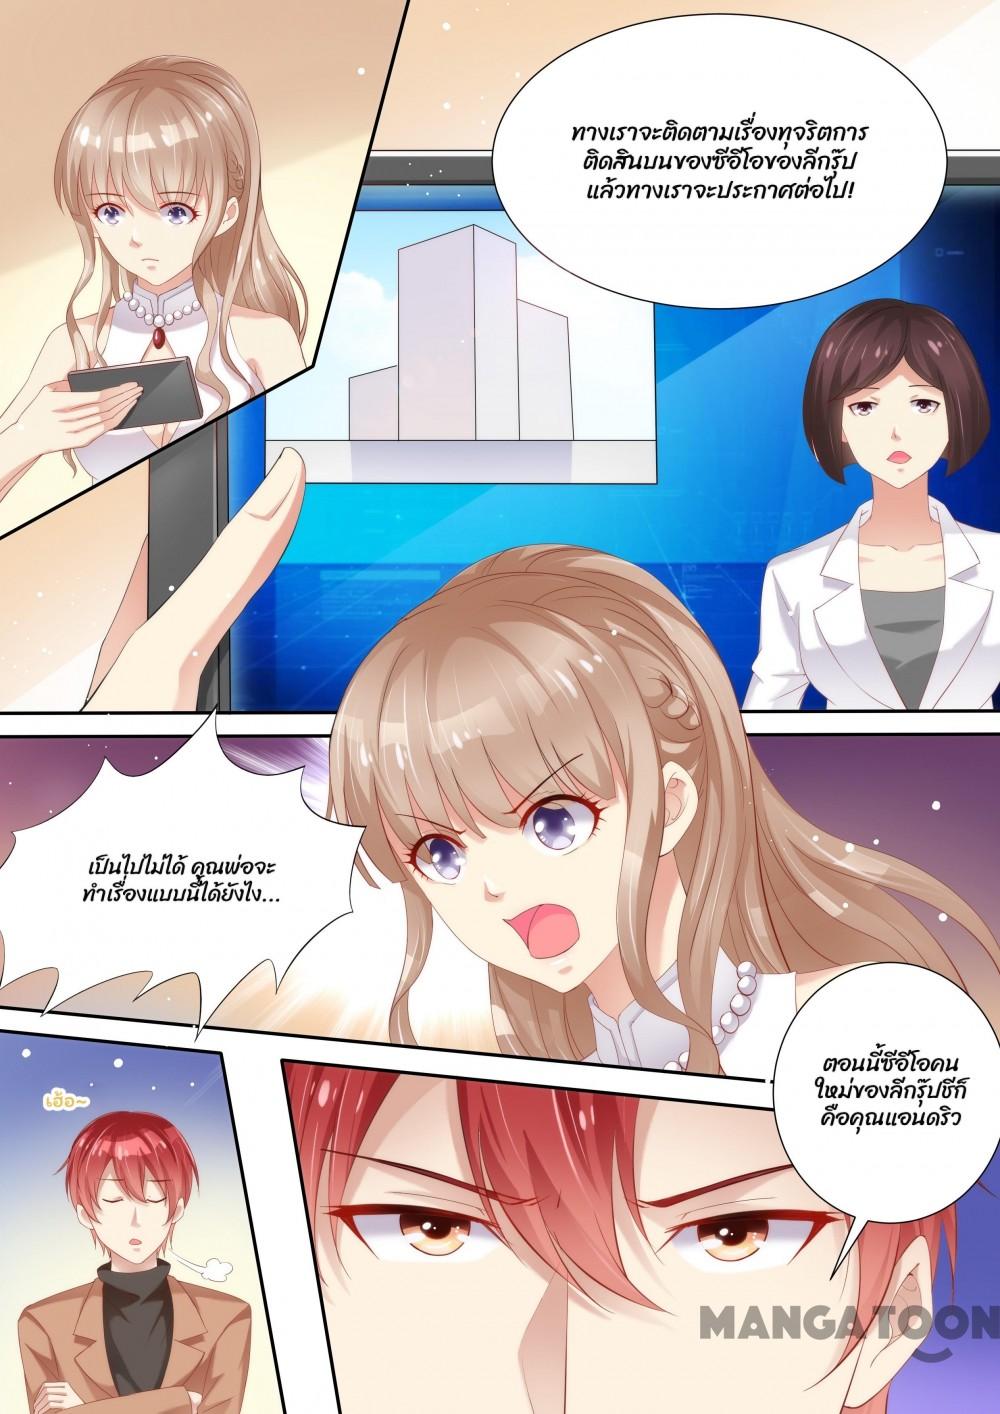 ทางเราจะติดตามเรื่องทุจริตการ
ติดสินบนของซีอีโอของลีกรุ๊ป
แล้วทางเราจะประกาศต่อไป!
เป็นไปไม่ได้ คุณพ่อจะ
ทำเรื่องแบบนี้ได้ยังไง...
เฮ้อ~
ตอนนี้ซีอีโอคน
ใหม่ของลีกรุ๊ปชีก็
คือคุณแอนดริว
MANGATOON